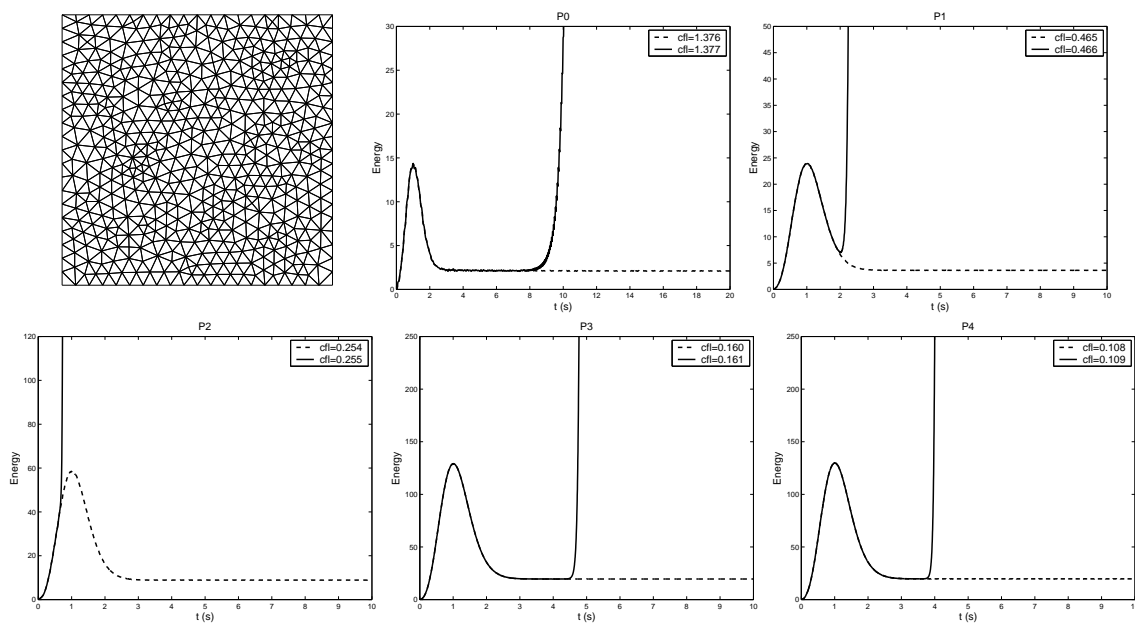 P0
cfl=1.376
cfl=1.377
Energy
30
25
20
15
10
5
0
0 2 4 6 8 10 12 14 16 18 20
t (s)
P1
cfl=0.465
cfl=0.466
Energy
50
45
40
35
30
25
20
15
10
5
0
0 1 2 3 4 5 6 7 8 9 10
t (s)
P2
cfl=0.254
cfl=0.255
Energy
120
100
80
60
40
20
0
0 1 2 3 4 5 6 7 8 9 10
t (s)
P3
cfl=0.160
cfl=0.161
Energy
250
200
150
100
50
0
0 1 2 3 4 5 6 7 8 9 10
t (s)
P4
cfl=0.108
cfl=0.109
Energy
250
200
150
100
50
0
0 1 2 3 4 5 6 7 8 9
t (s)